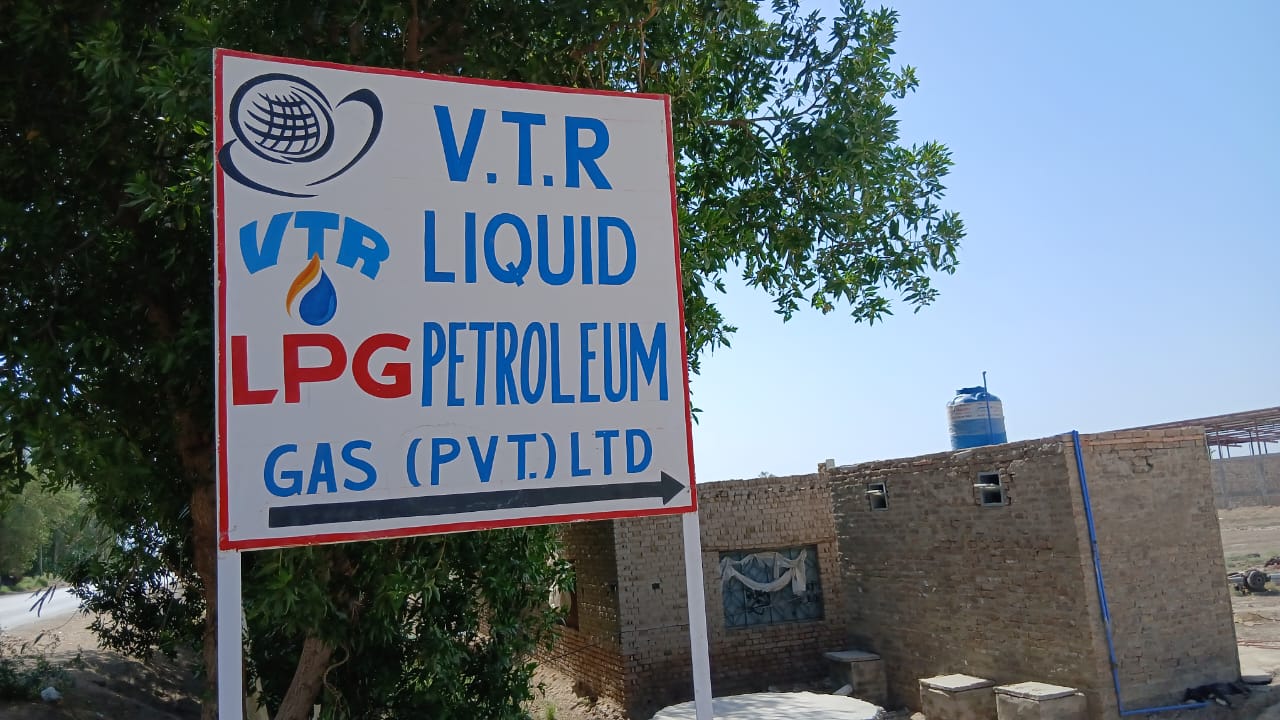 V.T.R
LIQUID
PETROLEUM
GAS (PVT.) LTD
VTR
LPG